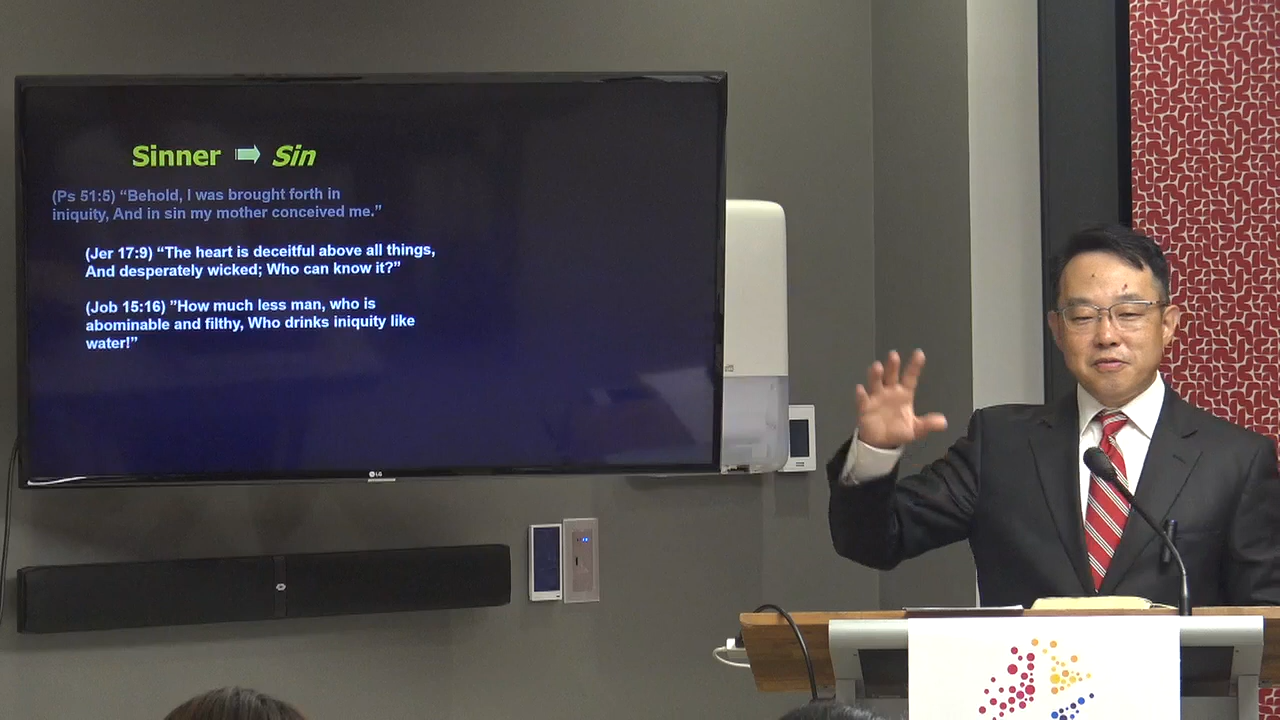 Sinner Sin
(Ps 51:5) “Behold, I was brought forth in
iniquity, And in sin my mother conceived me.”
(Jer 17:9) “The heart is deceitful above all things,
And desperately wicked; Who can know it?”
(Job 15:16) ”How much less man, who is
abominable and filthy, Who drinks iniquity like
water!”
LG